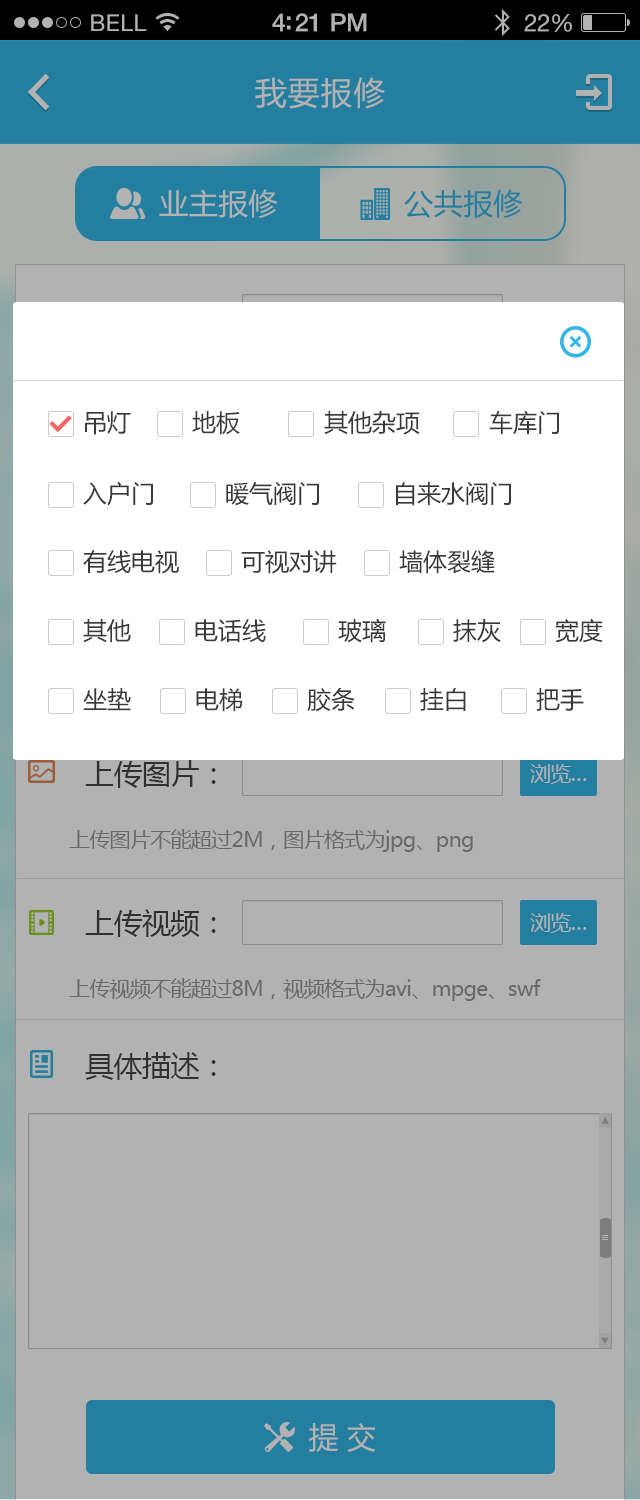 BELL 4:21 PM 22%
我要报修
业主报修 公共报修
吊灯 地板 其他杂项 车库门
入户门 暖气阀门 自来水阀门
有线电视 可视对讲 墙体裂缝
其他 电话线 玻璃 抹灰 宽度
坐垫 电梯 胶条 挂白 把手
上传图片： 浏览...
上传图片不能超过2M，图片格式为jpg、png
上传视频： 浏览...
上传视频不能超过8M，视频格式为avi、mpge、swf
具体描述：
提 交